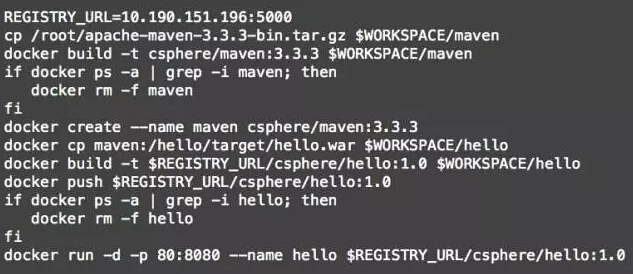 REGISTRY_URL=10.190.151.196:5000
cp /root/apache-maven-3.3.3-bin.tar.gz $WORKSPACE/maven
docker build -t csphere/maven:3.3.3 $WORKSPACE/maven
if docker ps -a | grep -i maven; then
   docker rm -f maven
fi
docker create --name maven csphere/maven:3.3.3
docker cp maven:/hello/target/hello.war $WORKSPACE/hello
docker build -t $REGISTRY_URL/csphere/hello:1.0 $WORKSPACE/hello
docker push $REGISTRY_URL/csphere/hello:1.0
if docker ps -a | grep -i hello; then
   docker rm -f hello
fi
docker run -d -p 80:8080 --name hello $REGISTRY_URL/csphere/hello:1.0